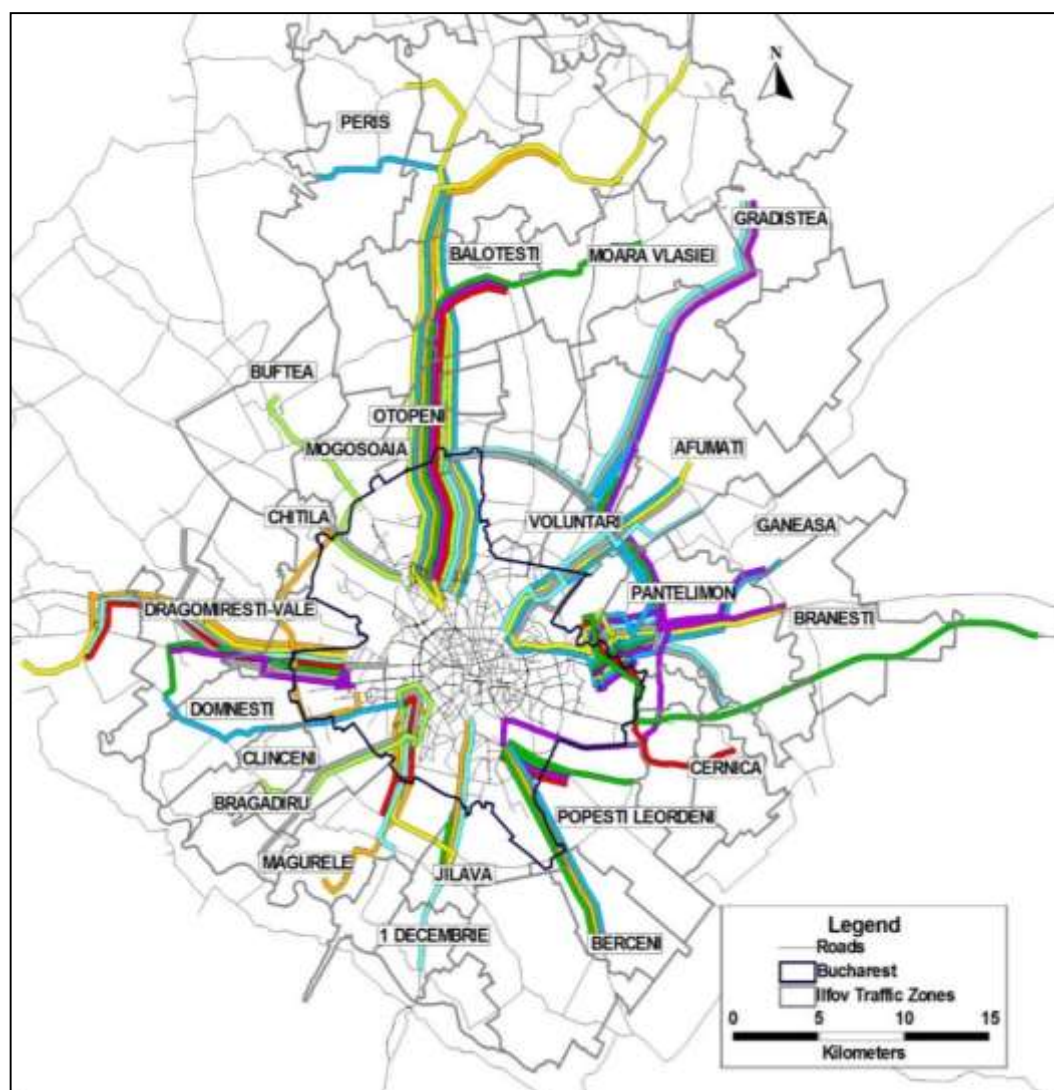 N
PERIS
GRADISTEA
BALOTESTI
MOARA VLASIEI
BUFTEA
OTOPENI
MOGOSOAIA
AFUMATI
CHITILA
VOLUNTARI
GANEASA
PANTELIMON
DRAGOMIRESTI-VALE
BRANESTI
DOMNESTI
CLINCENI
CERNICA
BRAGADIRU
POPESTI LEORDENI
MAGURELE
JILAVA
1 DECEMBRIE
BERCENI
Legend
Roads
Bucharest
Ilfov Traffic Zones
0 5 10 15
Kilometers